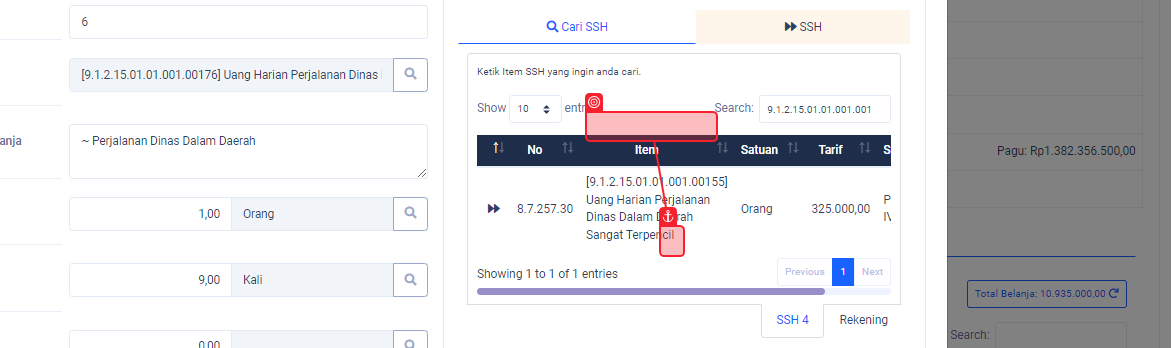 6
[9.1.2.15.01.01.001.00176] Uang Harian Perjalanan Dinas
anja
~ Perjalanan Dinas Dalam Daerah
1,00 Orang
9,00 Kali
0,00
Cari SSH
SSH
Ketik Item SSH yang ingin anda cari.
Show 10 entr
Search: 9.1.2.15.01.01.001.001
No Item Satuan Tarif S
8.7.257.30
[9.1.2.15.01.01.001.00155]
Uang Harian Perjalanan
Dinas Dalam Daerah
Sangat Terpencil
Orang
325.000,00
P
IV
Showing 1 to 1 of 1 entries
Previous 1 Next
SSH 4 Rekening
Pagu: Rp1.382.356.500,00
Total Belanja: 10.935.000,00
Search: